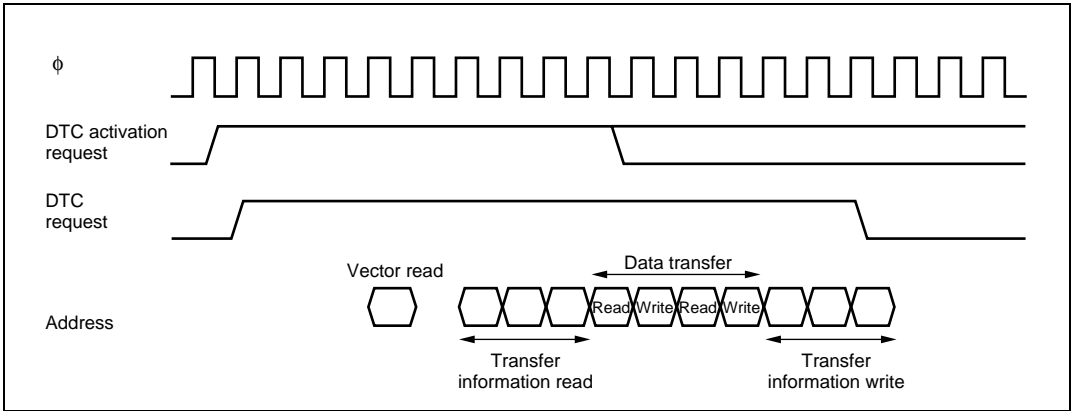 ϕ
DTC activation
request
DTC
request
Vector read
Data transfer
Read Write Read Write
Address
Transfer
information read
Transfer
information write